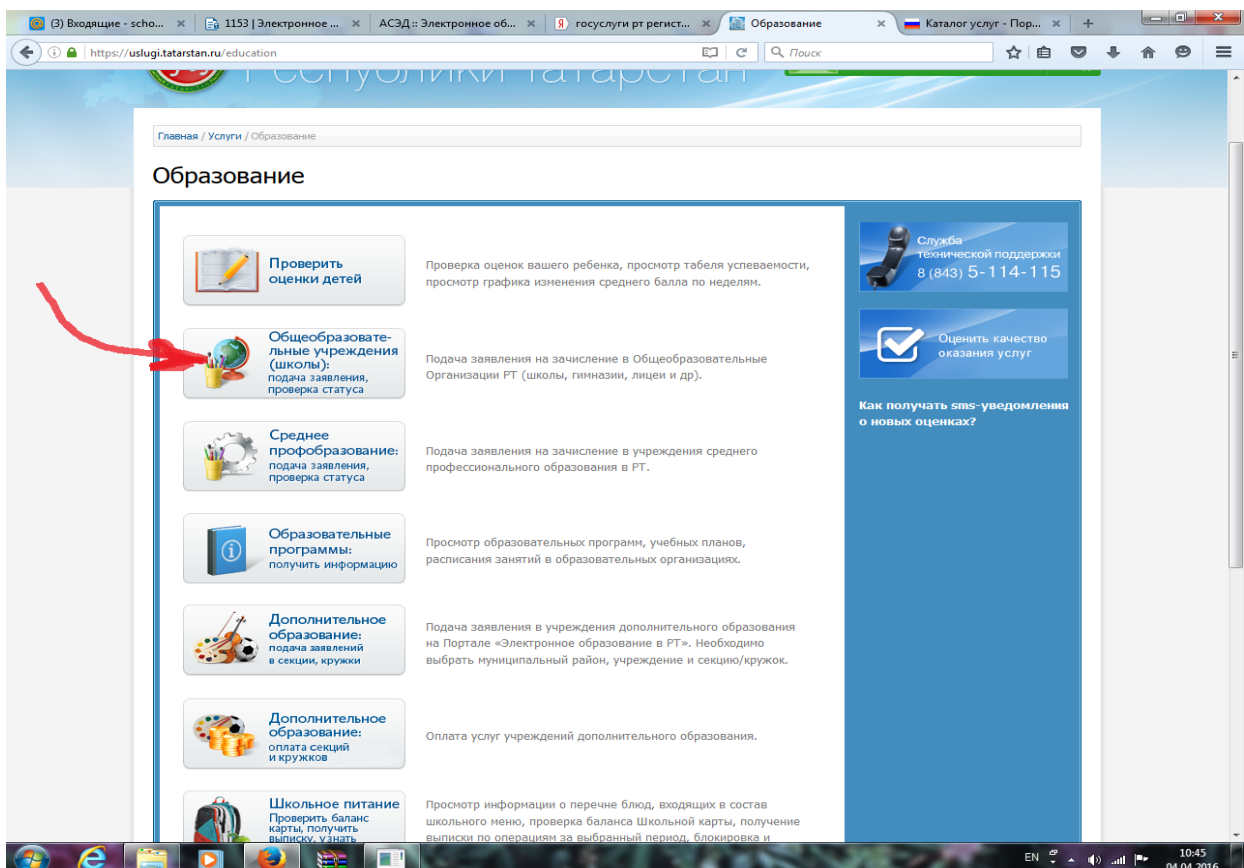 (3) Входящие - scho...
1153 | Электронное ...
АСЭД :: Электронное об...
госуслуги рт регист...
Образование
Каталог услуг - Пор...
https://uslugi.tatarstan.ru/education
Поиск
Республики Татарстан
Главная / Услуги / Образование
Образование
Проверить
оценки детей
Проверка оценок вашего ребенка, просмотр табеля успеваемости,
просмотр графика изменения среднего балла по неделям.
Общеобразовате-
льные учреждения
(школы):
подача заявления,
проверка статуса
Подача заявления на зачисление в Общеобразовательные
Организации РТ (школы, гимназии, лицеи и др).
Среднее
профобразование:
подача заявления,
проверка статуса
Подача заявления на зачисление в учреждения среднего
профессионального образования в РТ.
Образовательные
программы:
получить информацию
Просмотр образовательных программ, учебных планов,
расписания занятий в образовательных организациях.
Дополнительное
образование:
подача заявлений
в секции, кружки
Подача заявления в учреждения дополнительного образования
на Портале «Электронное образование в РТ». Необходимо
выбрать муниципальный район, учреждение и секцию/кружок.
Дополнительное
образование:
оплата секций
и кружков
Оплата услуг учреждений дополнительного образования.
Школьное питание
Проверить баланс
карты, получить
выписку, узнать
Просмотр информации о перечне блюд, входящих в состав
школьного меню, проверка баланса Школьной карты, получение
выписки по операциям за выбранный период, блокировка и
Служба
технической поддержки
8 (843) 5-114-115
Оценить качество
оказания услуг
Как получать sms-уведомления
о новых оценках?
EN
10:45
04.04.2016